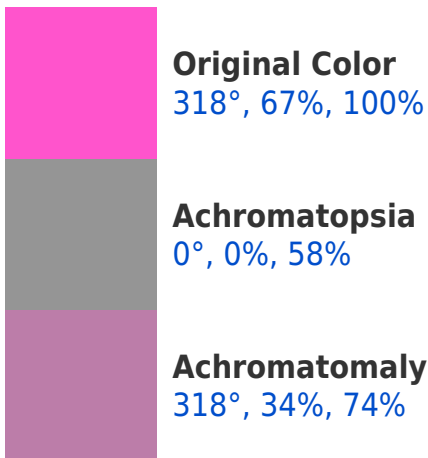 Original Color
318°, 67%, 100%
Achromatopsia
0°, 0%, 58%
Achromatomaly
318°, 34%, 74%